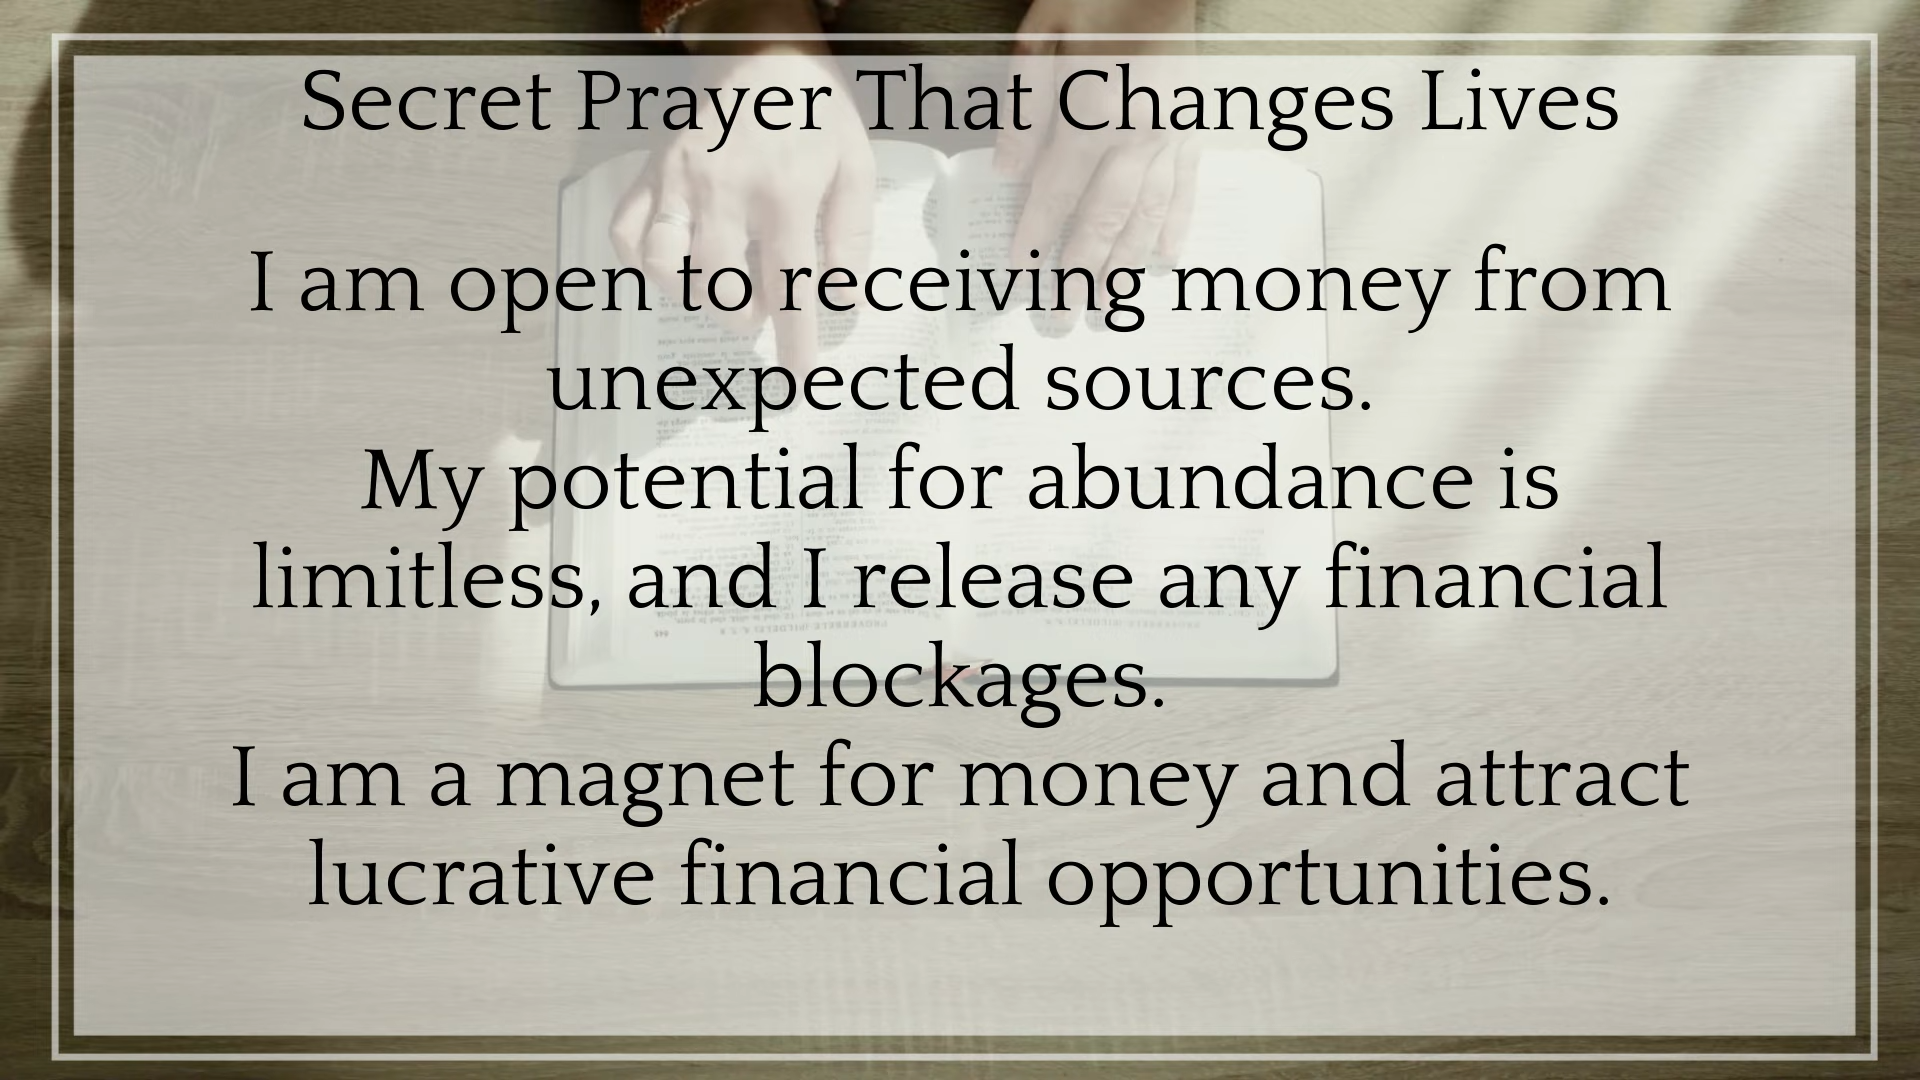 Secret Prayer That Changes Lives
I am open to receiving money from
unexpected sources.
My potential for abundance is
limitless, and I release any financial
blockages.
I am a magnet for money and attract
lucrative financial opportunities.